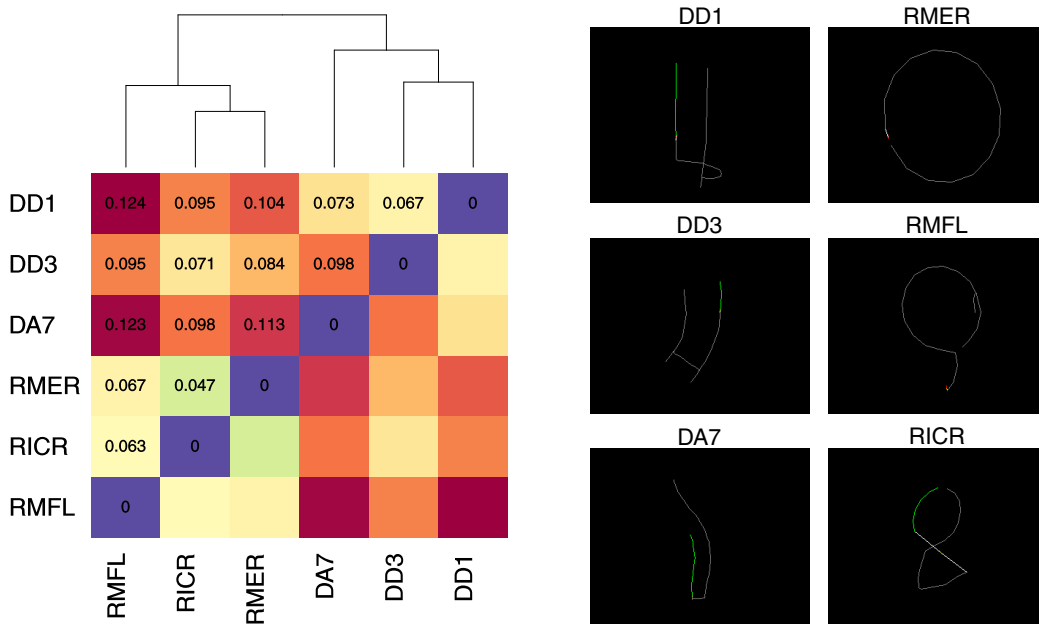 DD1 0.124 0.095 0.104 0.073 0.067 0
DD3 0.095 0.071 0.084 0.098 0
DA7 0.123 0.098 0.113 0
RMER 0.067 0.047 0
RICR 0.063 0
RMFL 0
RMFL RICR RMER DA7 DD3 DD1
DD1 RMER
DD3 RMFL
DA7 RICR